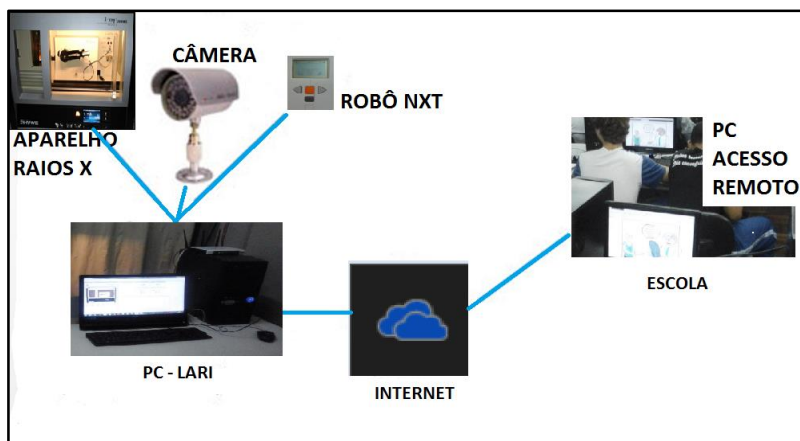 CÂMERA
ROBÔ NXT
APARELHO
RAIOS X
PC
ACESSO
REMOTO
ESCOLA
PC - LARI
INTERNET